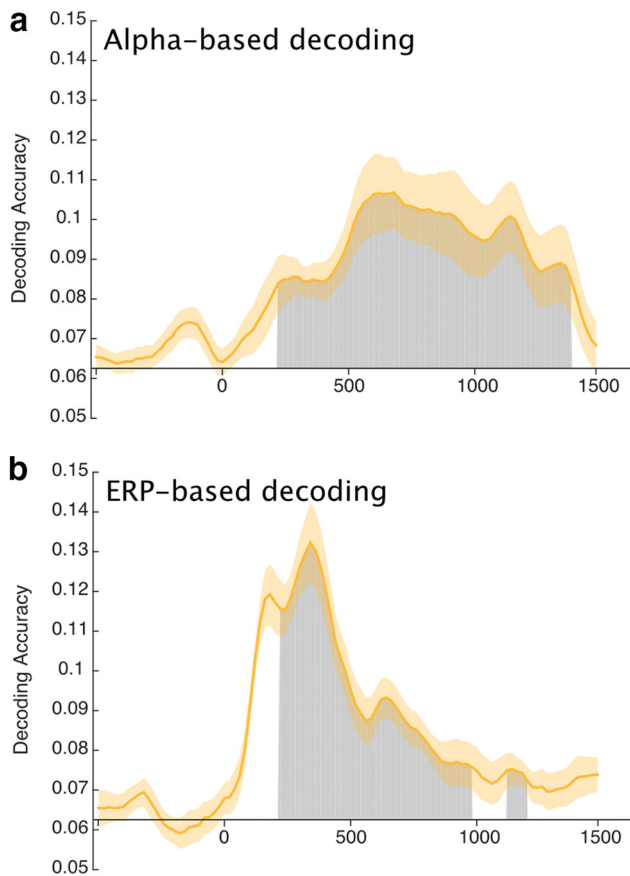 a
Alpha-based decoding
0.15
0.14
0.13
0.12
0.11
0.1
0.09
0.08
0.07
0.06
0.05
Decoding Accuracy
0 500 1000 1500
b
ERP-based decoding
0.15
0.14
0.13
0.12
0.11
0.1
0.09
0.08
0.07
0.06
0.05
Decoding Accuracy
0 500 1000 1500